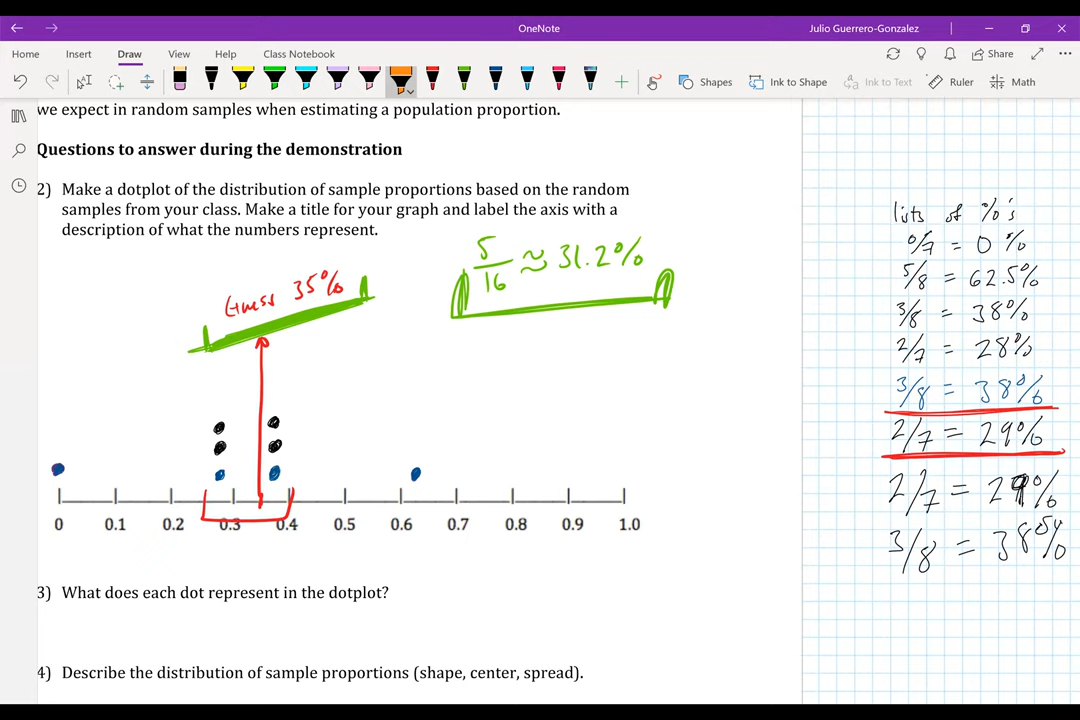 OneNote
Julio Guerrero-Gonzalez
Home Insert Draw View Help Class Notebook
Share
Shapes Ink to Shape Ink to Text Ruler Math
we expect in random samples when estimating a population proportion.
Questions to answer during the demonstration
2) Make a dotplot of the distribution of sample proportions based on the random
samples from your class. Make a title for your graph and label the axis with a
description of what the numbers represent.
Guess 35%
5/16 ≈ 31.2%
0 0.1 0.2 0.3 0.4 0.5 0.6 0.7 0.8 0.9 1.0
3) What does each dot represent in the dotplot?
4) Describe the distribution of sample proportions (shape, center, spread).
lists of %'s
0/7 = 0%
5/8 = 62.5%
3/8 = 38%
2/7 = 28%
3/8 = 38%
2/7 = 29%
2/7 = 29%
3/8 = 38%